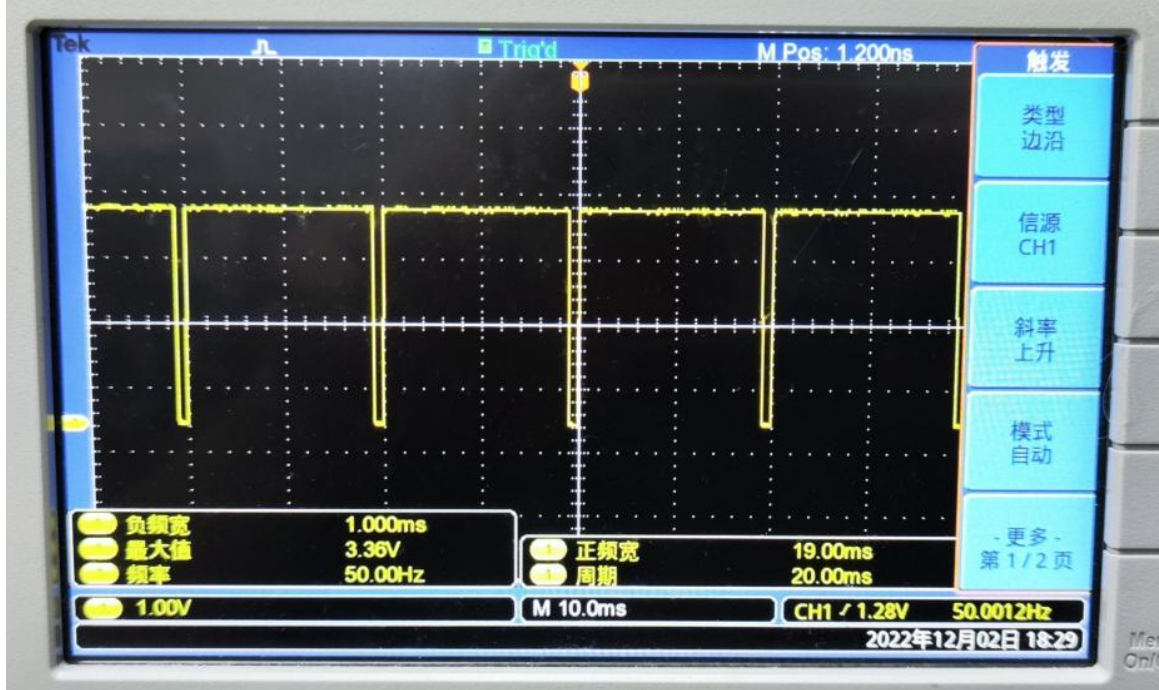 Tek Trig'd M Pos: 1.200ns
触发
类型
边沿
信源
CH1
斜率
上升
模式
自动
- 更多 -
第 1 / 2 页
负频宽 1.000ms
最大值 3.36V
频率 50.00Hz
正频宽 19.00ms
周期 20.00ms
1.00V M 10.0ms CH1 1.28V 50.0012Hz
2022年12月02日 18:29